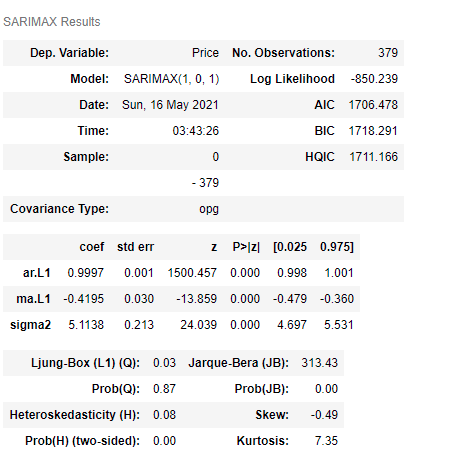 SARIMAX Results
Dep. Variable: Price No. Observations: 379
Model: SARIMAX(1, 0, 1) Log Likelihood -850.239
Date: Sun, 16 May 2021 AIC 1706.478
Time: 03:43:26 BIC 1718.291
Sample: 0 HQIC 1711.166
- 379
Covariance Type: opg
coef std err z P>|z| [0.025 0.975]
ar.L1 0.9997 0.001 1500.457 0.000 0.998 1.001
ma.L1 -0.4195 0.030 -13.859 0.000 -0.479 -0.360
sigma2 5.1138 0.213 24.039 0.000 4.697 5.531
Ljung-Box (L1) (Q): 0.03 Jarque-Bera (JB): 313.43
Prob(Q): 0.87 Prob(JB): 0.00
Heteroskedasticity (H): 0.08 Skew: -0.49
Prob(H) (two-sided): 0.00 Kurtosis: 7.35